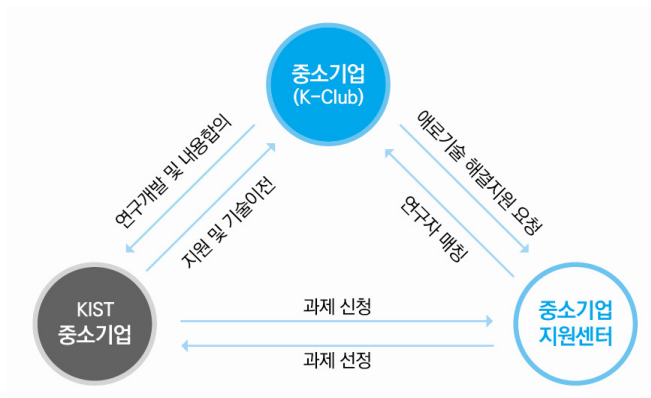 중소기업
(K-Club)
연구개발 및 내용합의
지원 및 기술이전
애로기술 해결지원 요청
연구자 매칭
KIST
중소기업
과제 신청
과제 선정
중소기업
지원센터